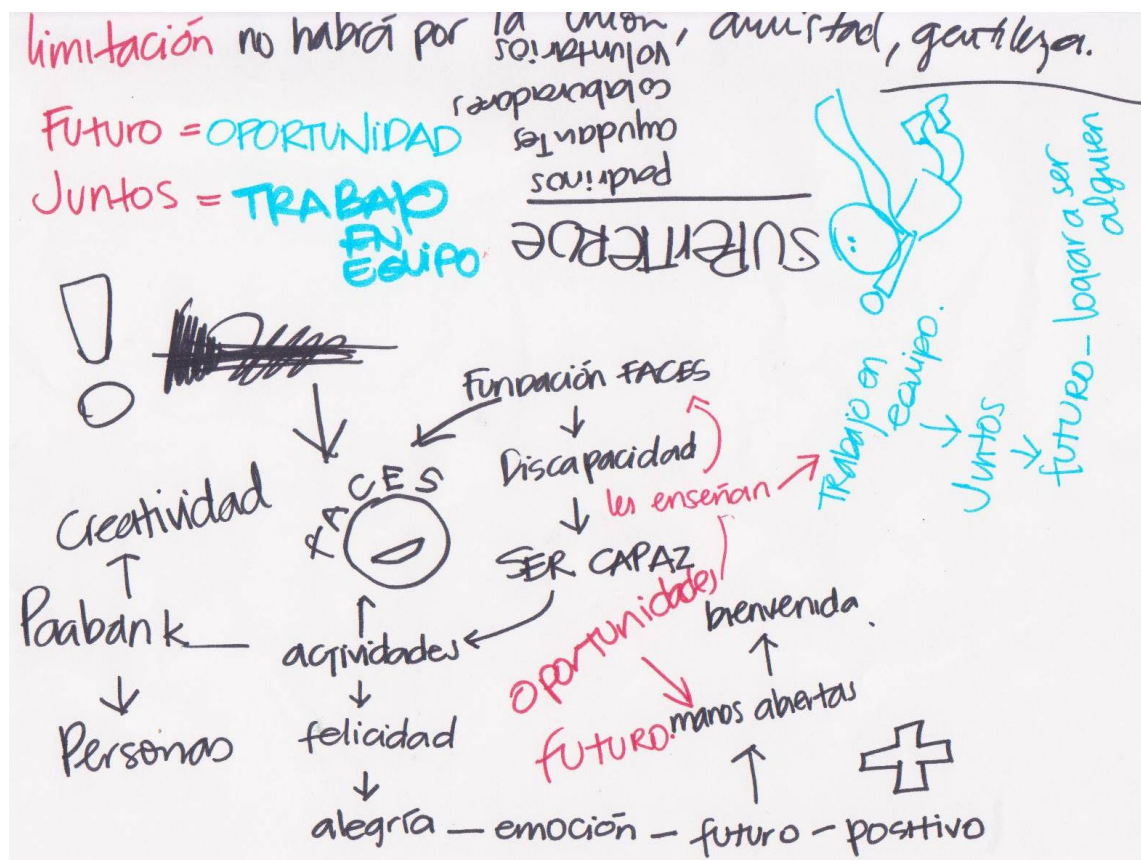 limitación no habrá por la unión, amistad, gentileza.
Futuro = OPORTUNIDAD
Juntos = TRABAJO
EN
EQUIPO
SUPERHEROE
padrinos
ayudantes
colaboradores
voluntarios
Trabajo en
equipo.
Juntos
futuro - lograr a ser
alguien
Fundación FACES
Discapacidad
les enseñan
SER CAPAZ
FACES
Creatividad
Paabank
Personas
actividades
felicidad
alegría - emoción - futuro - positivo
oportunidades
futuro.
manos abiertas
bienvenida.